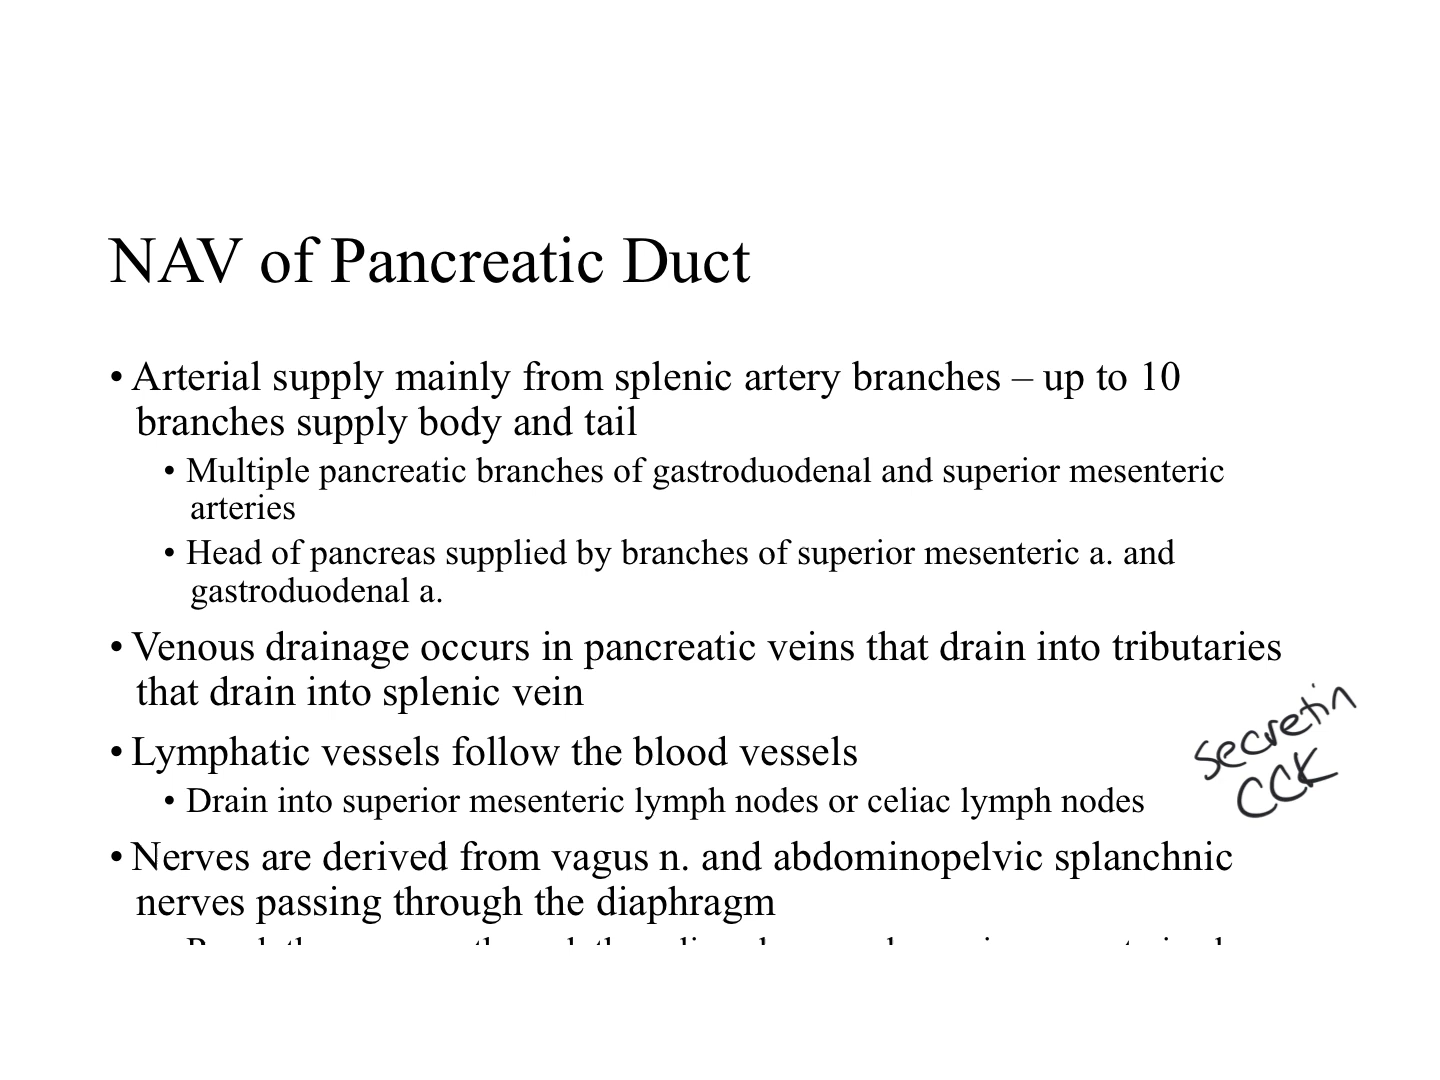 NAV of Pancreatic Duct
• Arterial supply mainly from splenic artery branches – up to 10
branches supply body and tail
• Multiple pancreatic branches of gastroduodenal and superior mesenteric
arteries
• Head of pancreas supplied by branches of superior mesenteric a. and
gastroduodenal a.
• Venous drainage occurs in pancreatic veins that drain into tributaries
that drain into splenic vein
• Lymphatic vessels follow the blood vessels
• Drain into superior mesenteric lymph nodes or celiac lymph nodes
secretin
CCK
• Nerves are derived from vagus n. and abdominopelvic splanchnic
nerves passing through the diaphragm